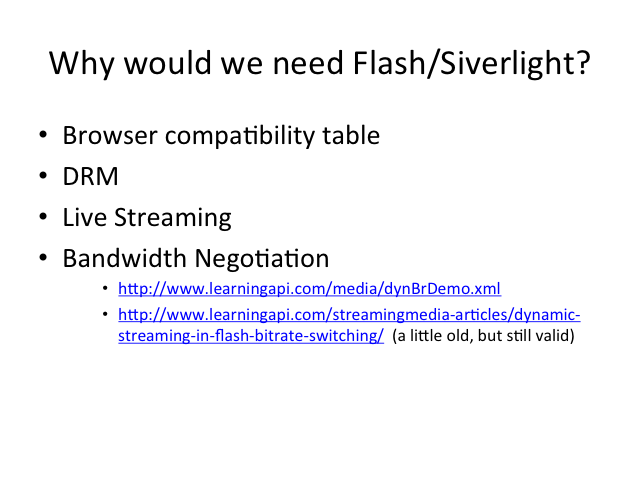 Why would we need Flash/Siverlight?
• Browser compatibility table
• DRM
• Live Streaming
• Bandwidth Negotiation
• http://www.learningapi.com/media/dynBrDemo.xml
• http://www.learningapi.com/streamingmedia-articles/dynamic-
streaming-in-flash-bitrate-switching/ (a little old, but still valid)